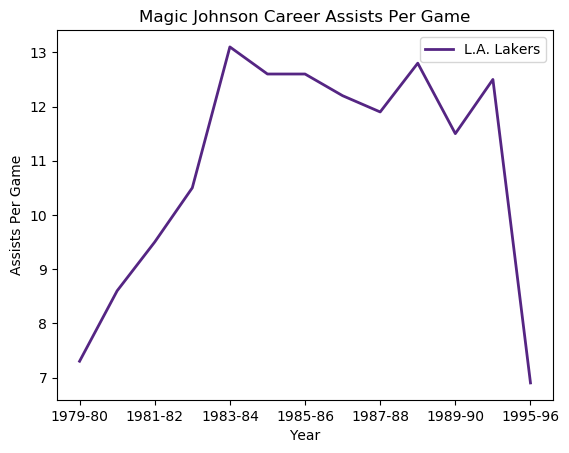 Magic Johnson Career Assists Per Game
L.A. Lakers
Assists Per Game
13
12
11
10
9
8
7
1979-80 1981-82 1983-84 1985-86 1987-88 1989-90 1995-96
Year